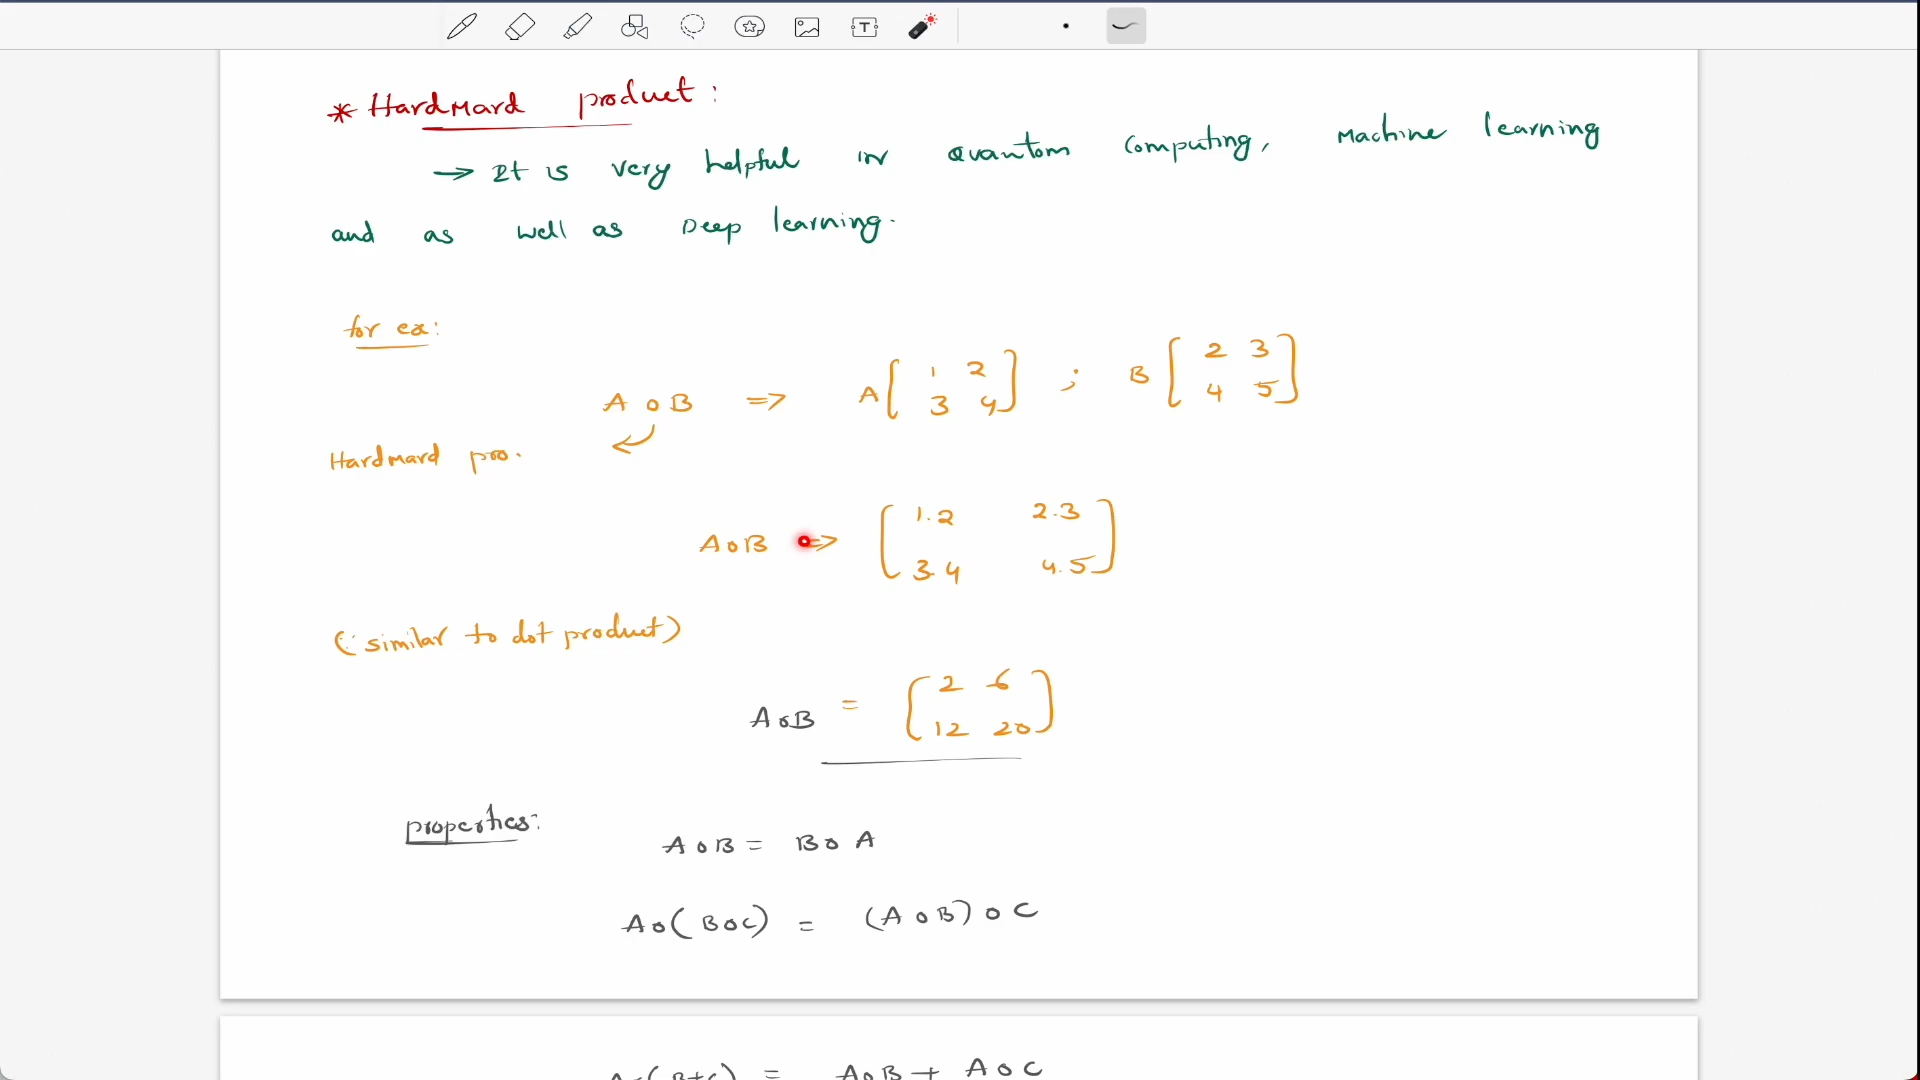 * Hardmard product :
→ It is very helpful in Quantom computing, Machine learning
and as well as Deep learning.
for ex:
A o B => A [ 1 2 ; B [ 2 3
3 4 ] 4 5 ]
Hardmard pro.
A o B => [ 1.2 2.3
3.4 4.5 ]
(∵ similar to dot product)
A o B = [ 2 6
12 20 ]
properties:
A o B = B o A
A o ( B o C ) = ( A o B ) o C
A o ( B + C ) = A o B + A o C